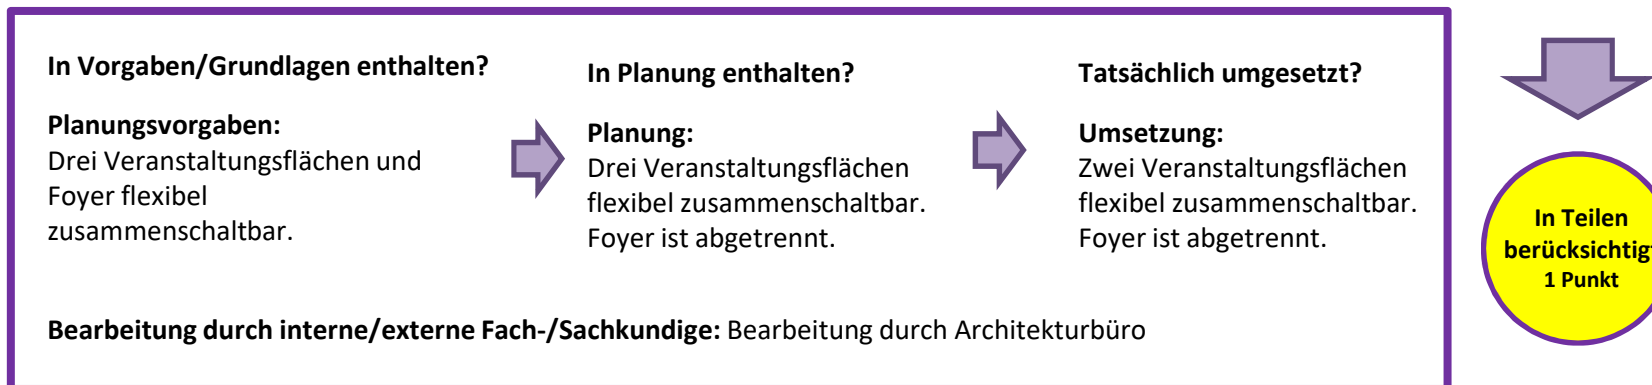 In Vorgaben/Grundlagen enthalten?
Planungsvorgaben:
Drei Veranstaltungsflächen und
Foyer flexibel
zusammenschaltbar.
In Planung enthalten?
Planung:
Drei Veranstaltungsflächen
flexibel zusammenschaltbar.
Foyer ist abgetrennt.
Tatsächlich umgesetzt?
Umsetzung:
Zwei Veranstaltungsflächen
flexibel zusammenschaltbar.
Foyer ist abgetrennt.
Bearbeitung durch interne/externe Fach-/Sachkundige: Bearbeitung durch Architekturbüro
In Teilen
berücksichtigt
1 Punkt